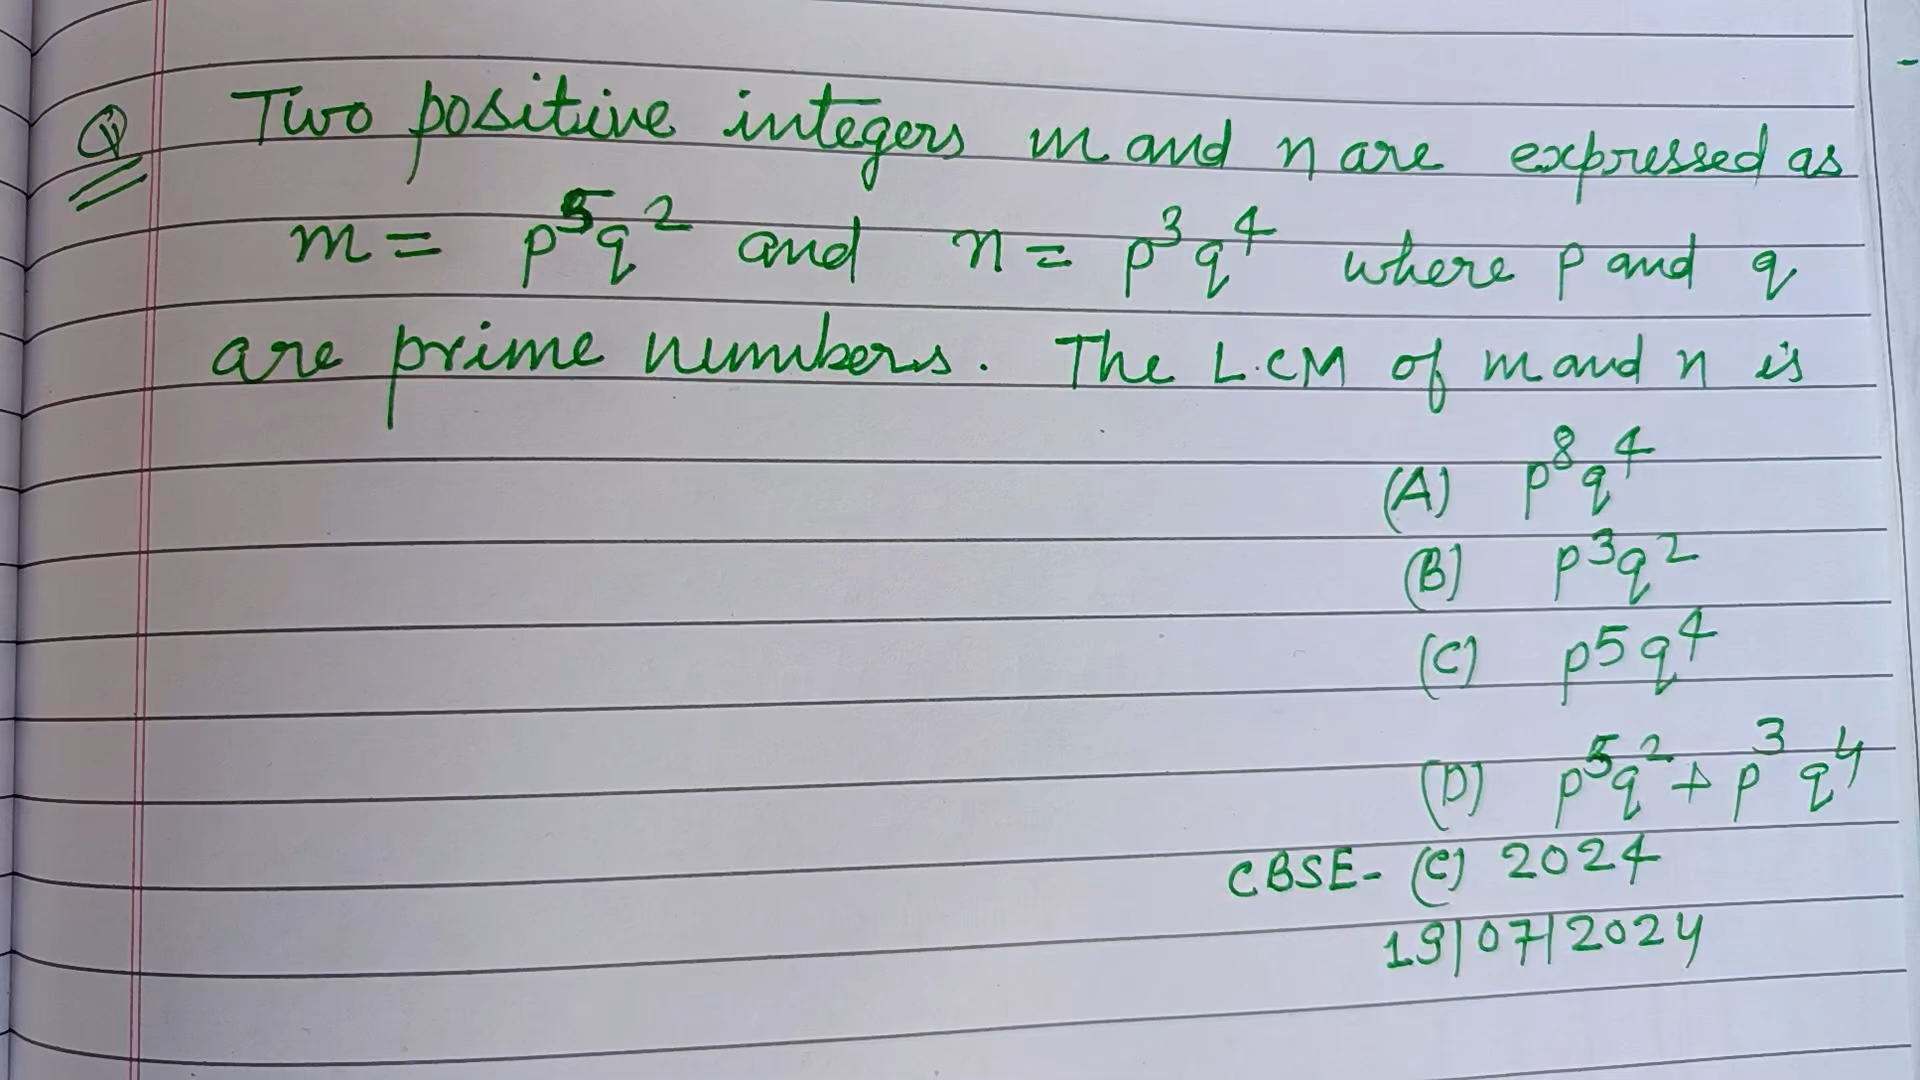 Q Two positive integers m and n are expressed as
m = p⁵q² and n = p³q⁴ where p and q
are prime numbers. The L.CM of m and n is
(A) p⁸q⁴
(B) p³q²
(C) p⁵q⁴
(D) p⁵q² + p³q⁴
CBSE- (C) 2024
19/07/2024